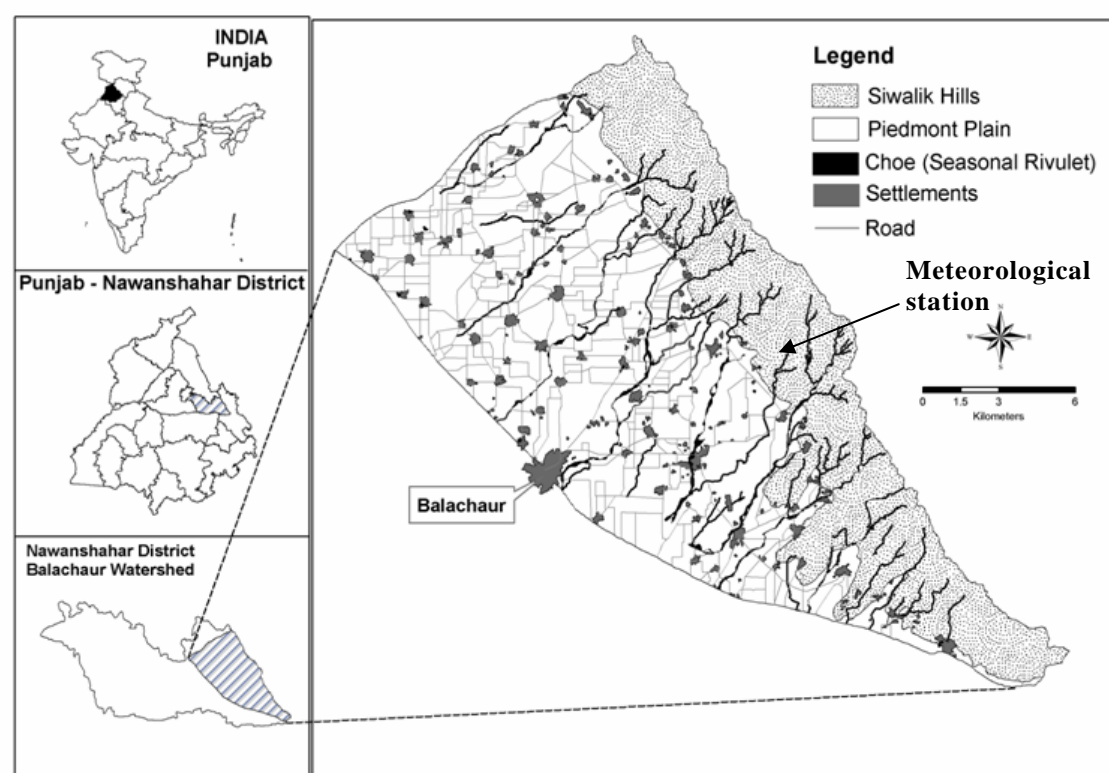 INDIA
Punjab
Punjab - Nawanshahar District
Nawanshahar District
Balachaur Watershed
Legend
Siwalik Hills
Piedmont Plain
Choe (Seasonal Rivulet)
Settlements
Road
Meteorological
station
N
W E
S
0 1.5 3 6
Kilometers
Balachaur